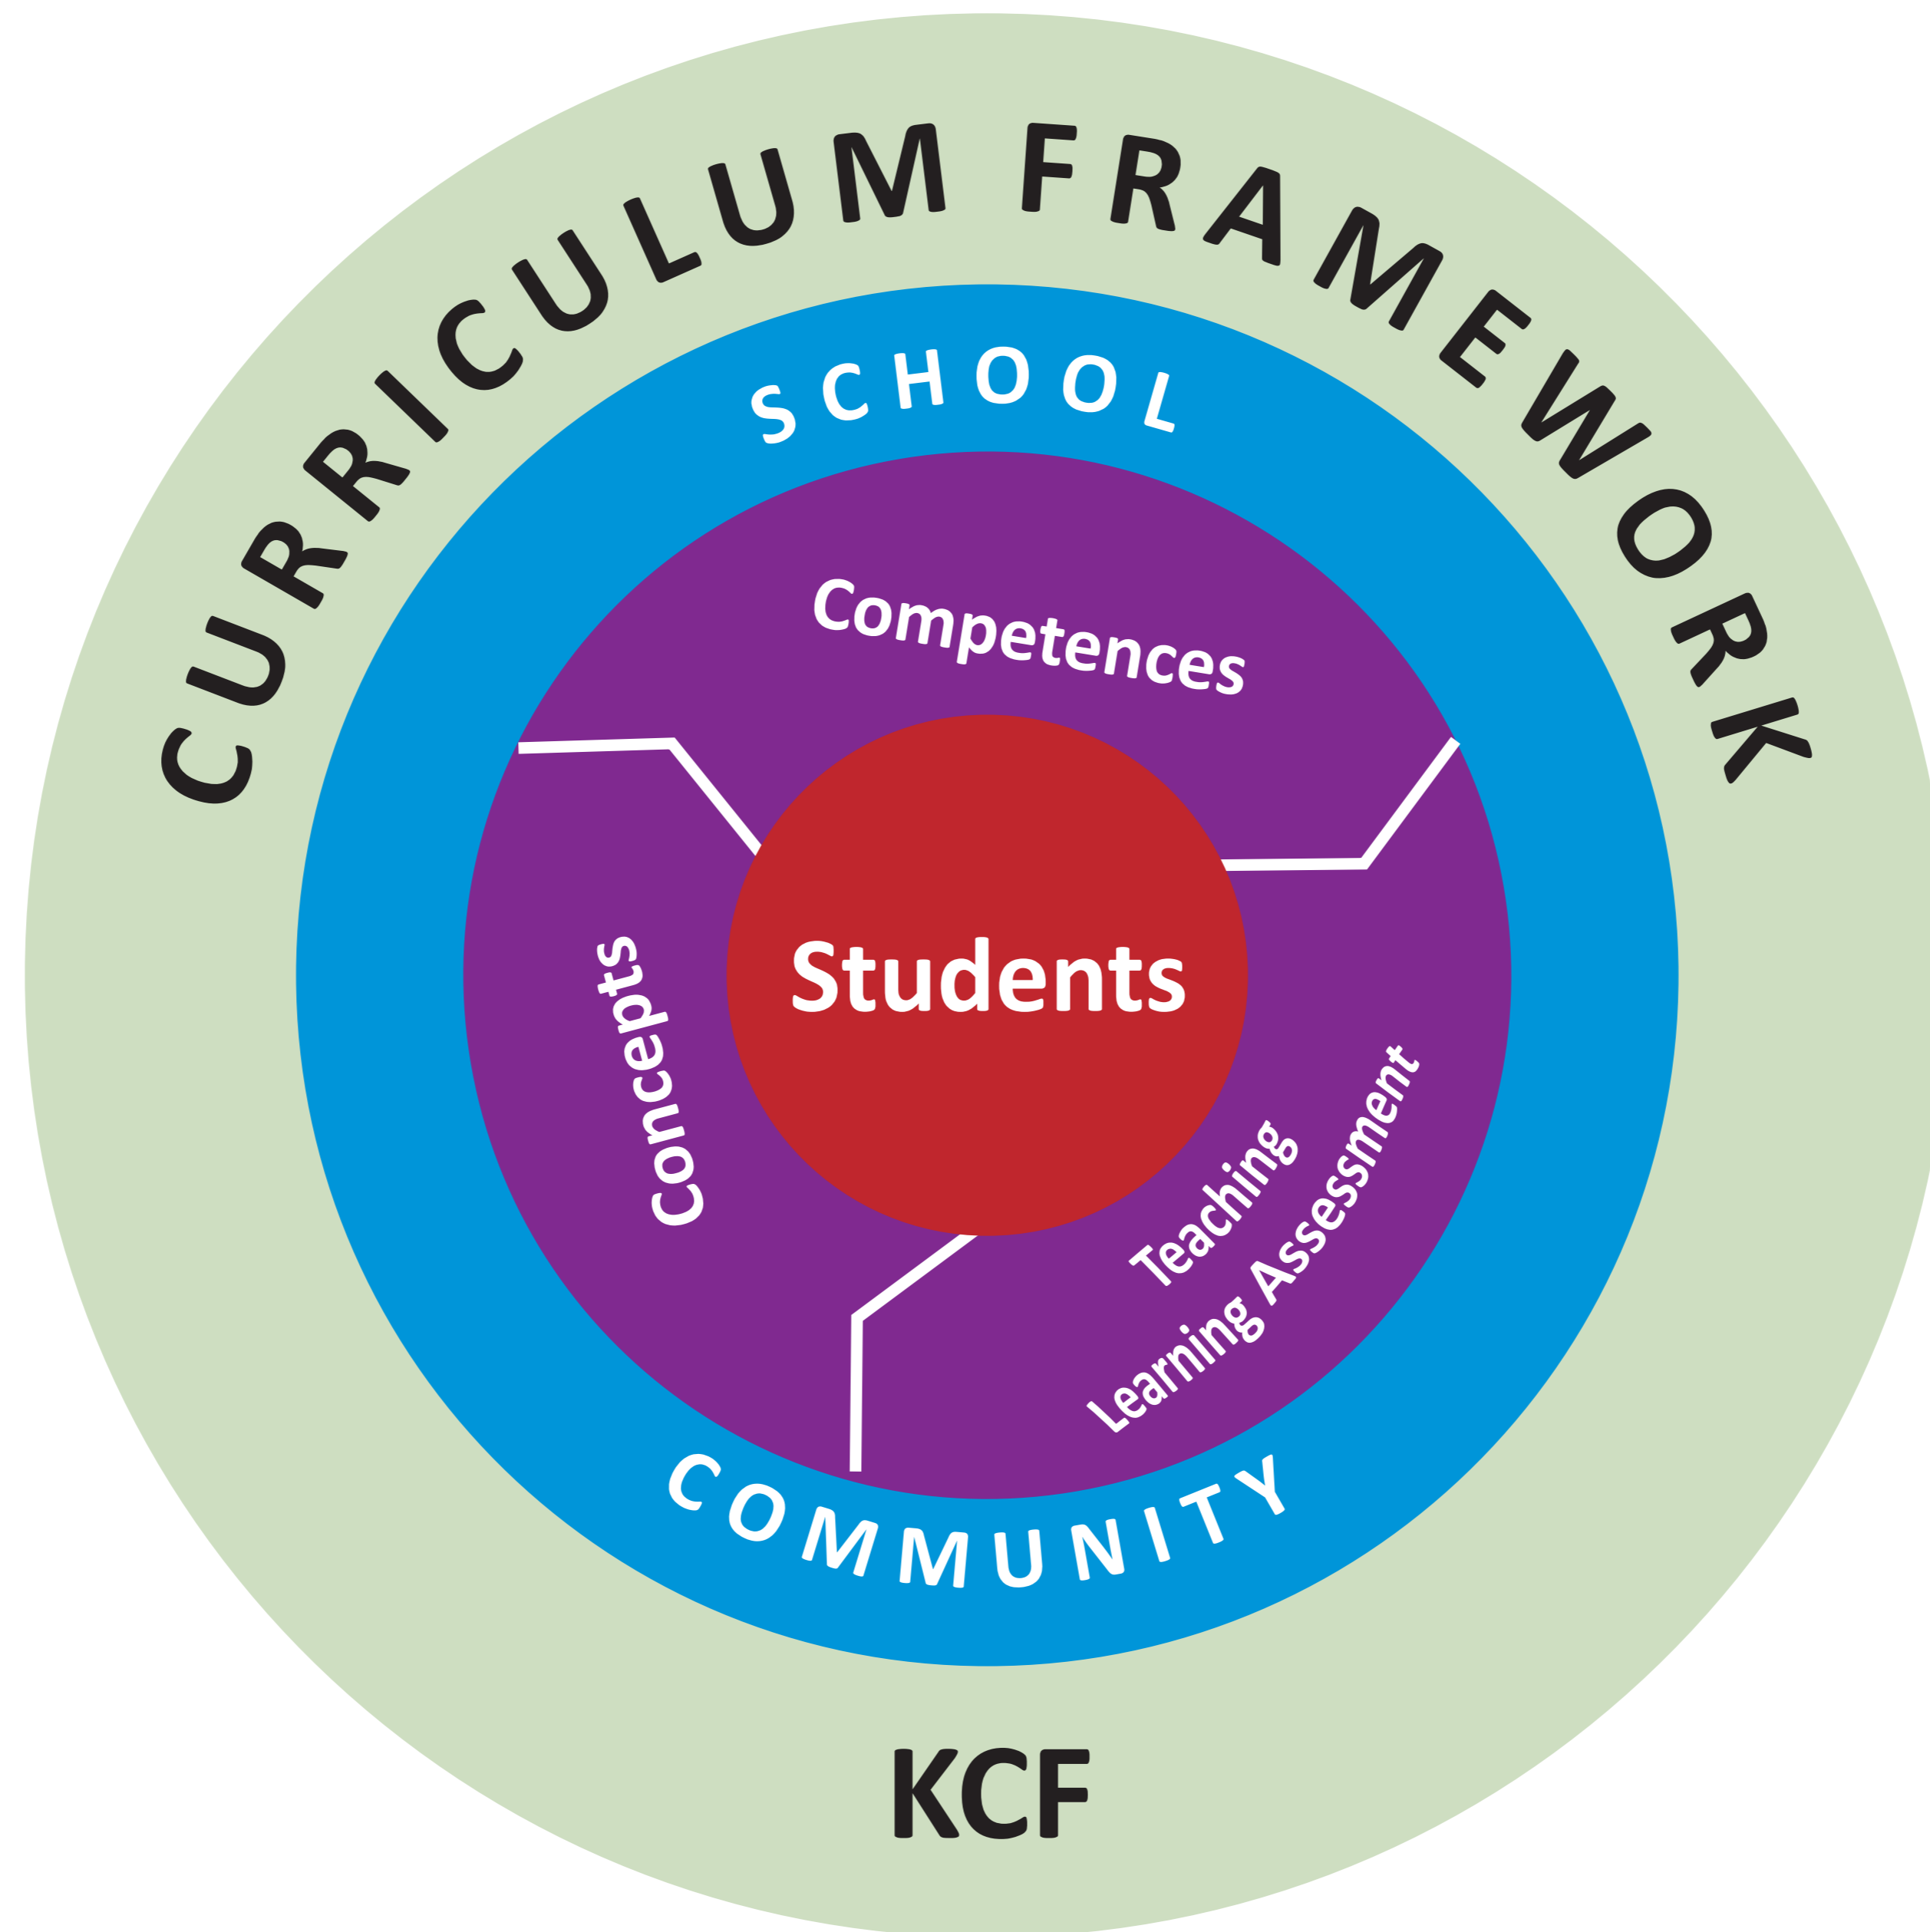 CURRICULUM FRAMEWORK
SCHOOL
Competences
Concepts
Students
Teaching
Learning Assessment
COMMUNITY
KCF